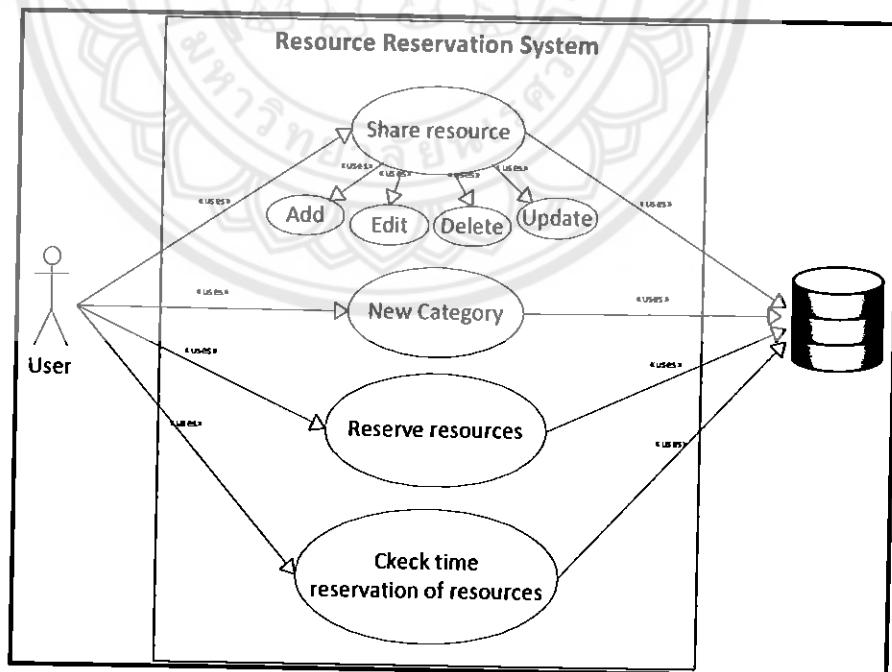 Resource Reservation System
Share resource
«uses»
«uses»
«uses»
«uses»
«uses»
«uses»
Add
Edit
Delete
Update
«uses»
«uses»
New Category
User
«uses»
«uses»
Reserve resources
«uses»
«uses»
Ckeck time
reservation of resources